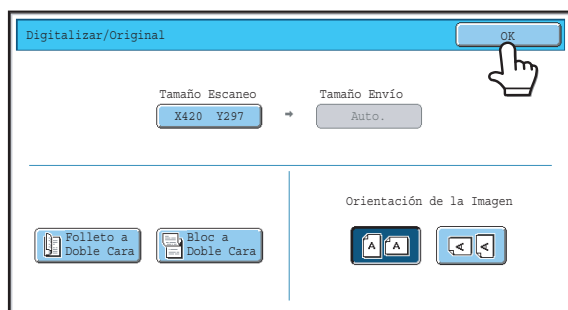 Digitalizar/Original
OK
Tamaño Escaneo
Tamaño Envío
X420 Y297
Auto.
Orientación de la Imagen
Folleto a
Doble Cara
Bloc a
Doble Cara
A A
A A